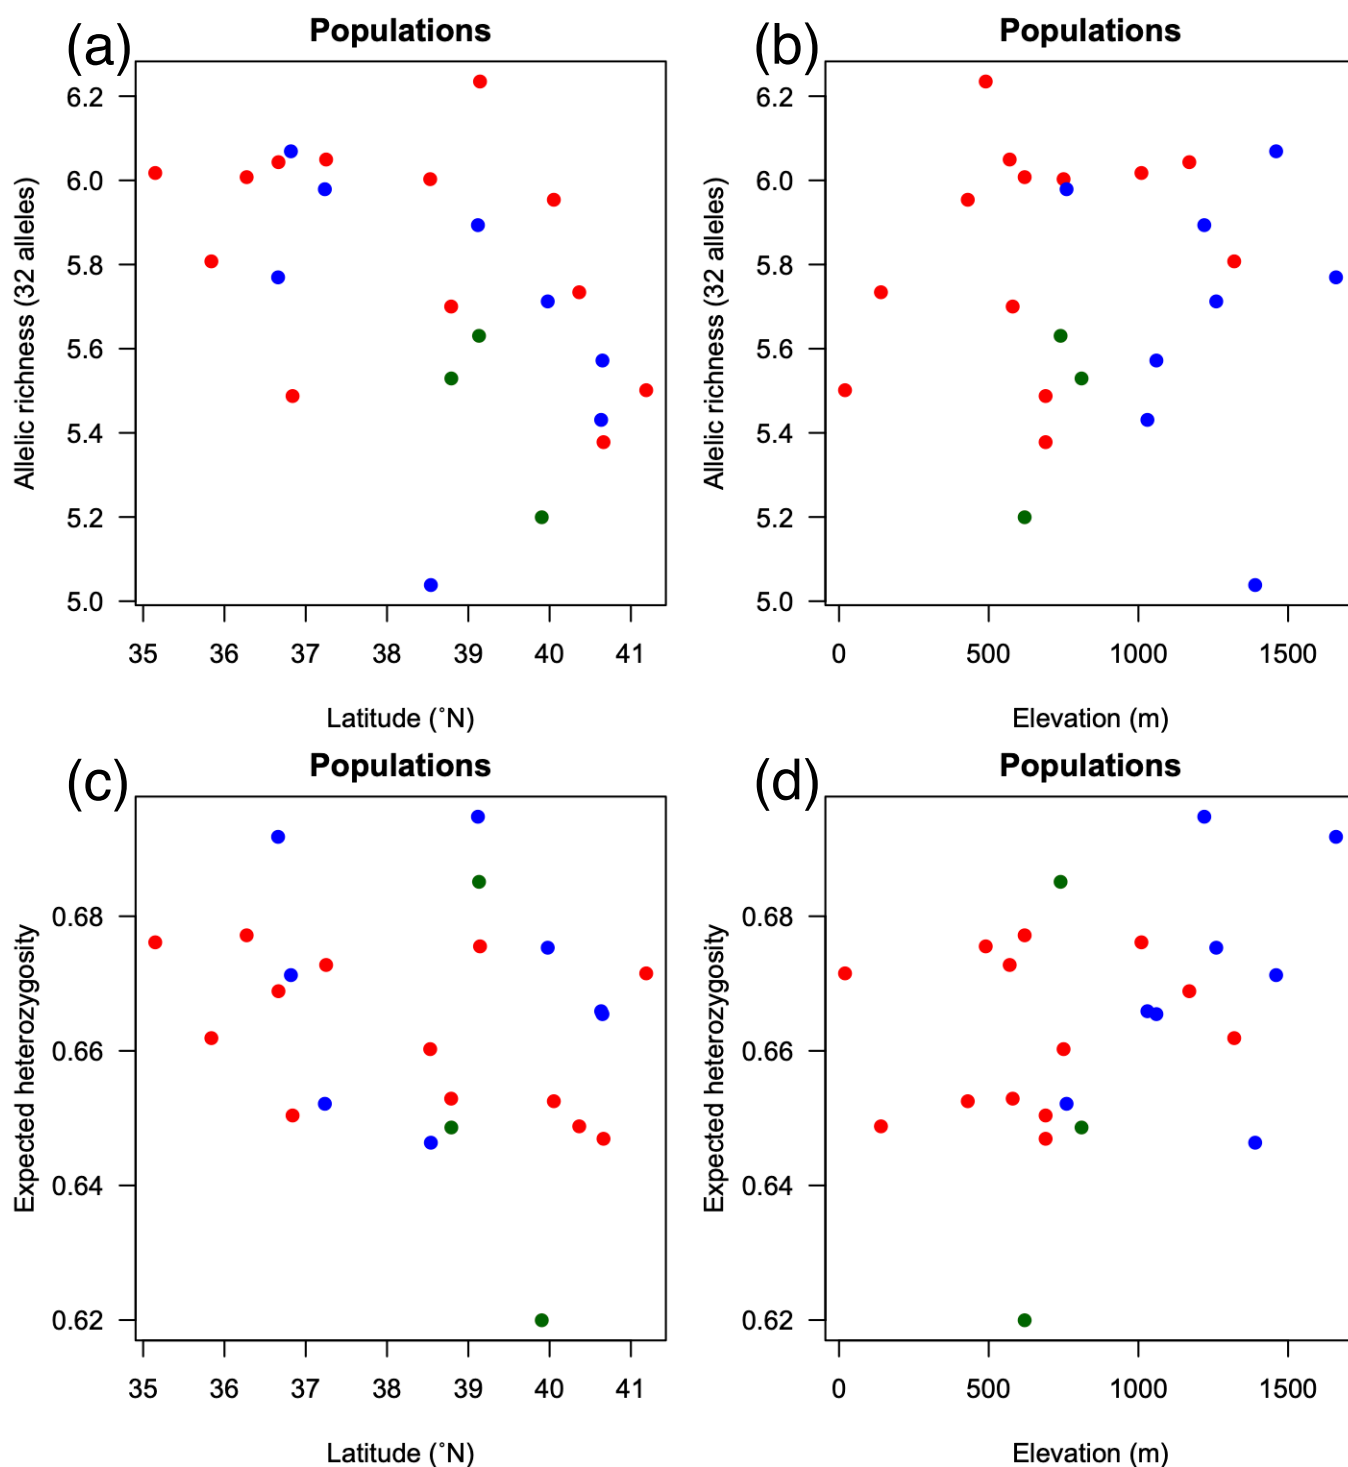 (a)
Populations
Allelic richness (32 alleles)
6.2
6.0
5.8
5.6
5.4
5.2
5.0
35 36 37 38 39 40 41
Latitude (˚N)
(b)
Populations
Allelic richness (32 alleles)
6.2
6.0
5.8
5.6
5.4
5.2
5.0
0 500 1000 1500
Elevation (m)
(c)
Populations
Expected heterozygosity
0.68
0.66
0.64
0.62
35 36 37 38 39 40 41
Latitude (˚N)
(d)
Populations
Expected heterozygosity
0.68
0.66
0.64
0.62
0 500 1000 1500
Elevation (m)